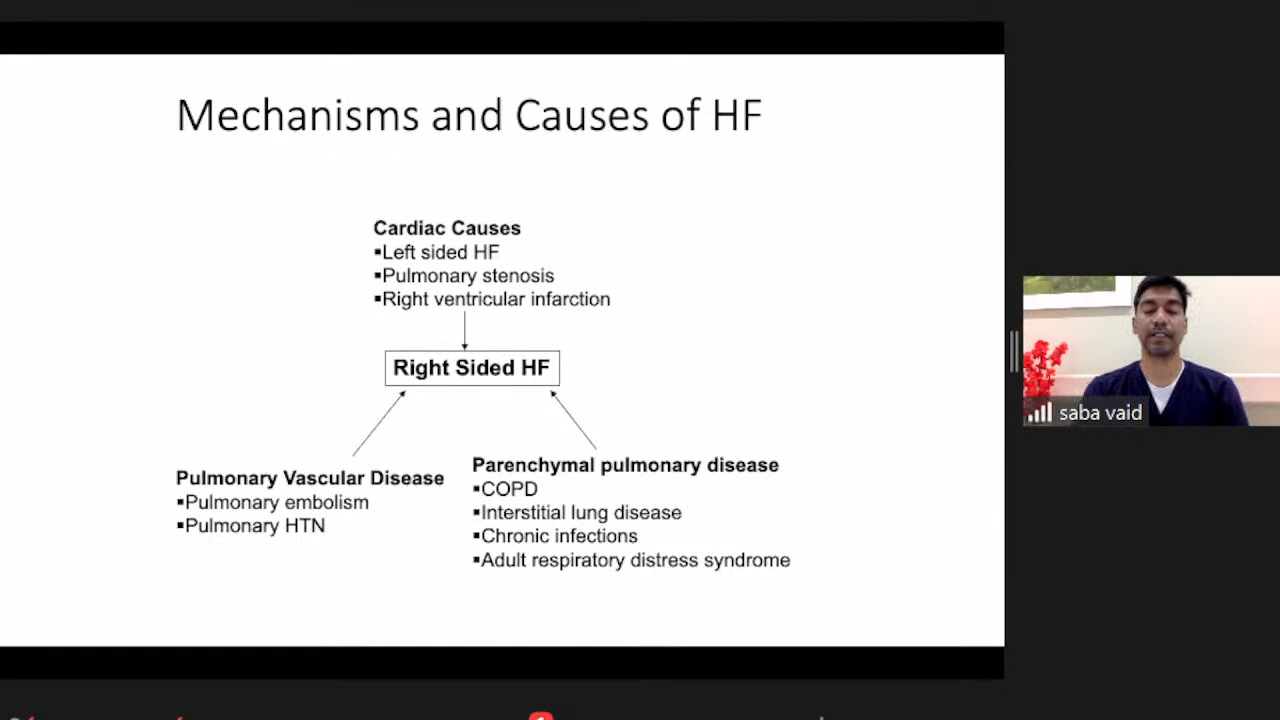 Mechanisms and Causes of HF
Cardiac Causes
▪Left sided HF
▪Pulmonary stenosis
▪Right ventricular infarction
Right Sided HF
Pulmonary Vascular Disease
▪Pulmonary embolism
▪Pulmonary HTN
Parenchymal pulmonary disease
▪COPD
▪Interstitial lung disease
▪Chronic infections
▪Adult respiratory distress syndrome
saba vaid